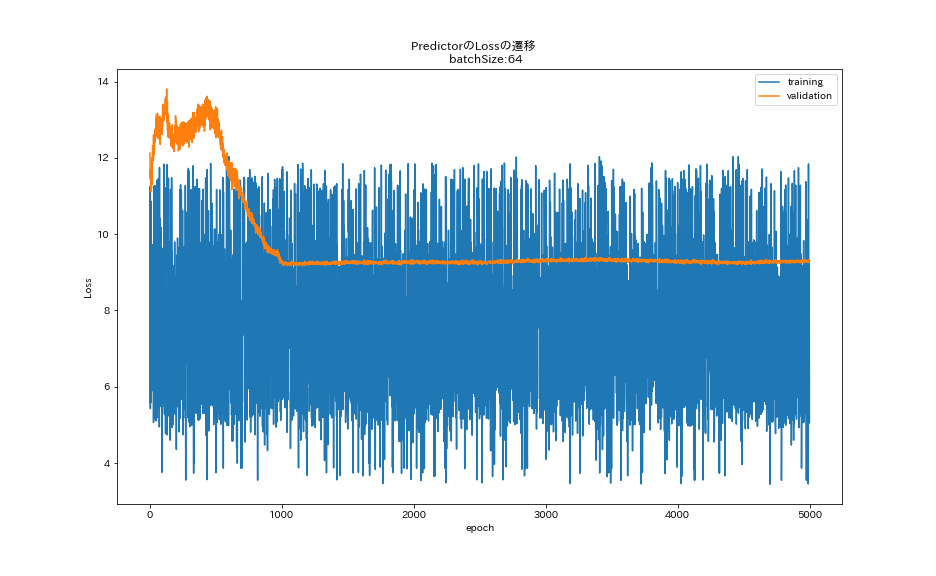 PredictorのLossの遷移
batchSize:64
training
validation
Loss
14
12
10
8
6
4
0
1000
2000
3000
4000
5000
epoch